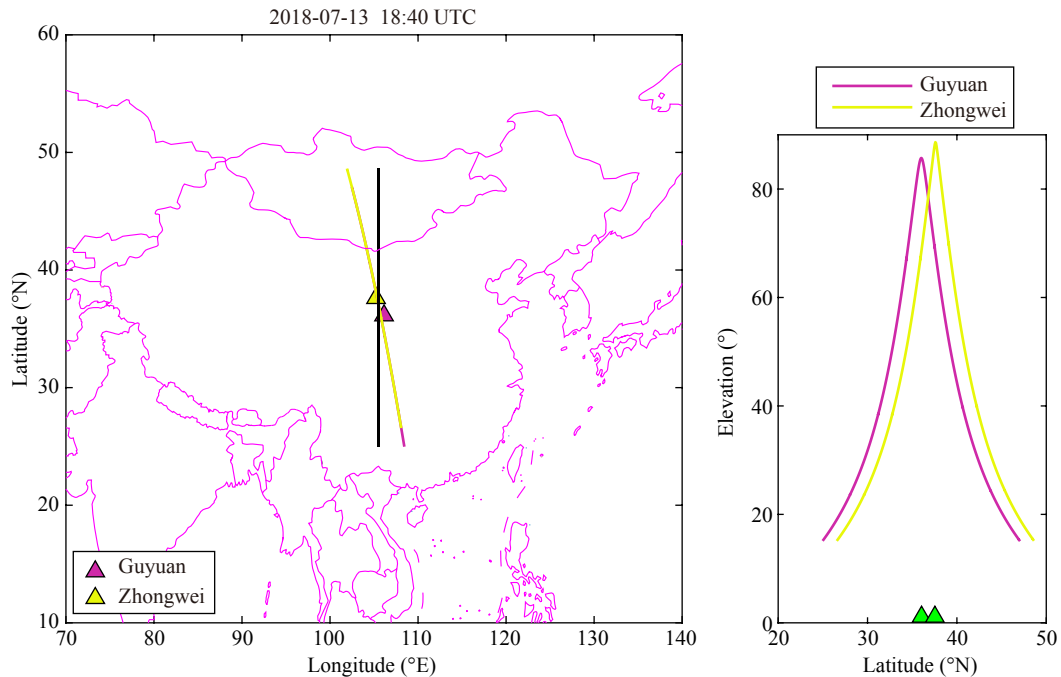 2018-07-13 18:40 UTC
60
50
40
30
20
10
Latitude (°N)
70 80 90 100 110 120 130 140
Longitude (°E)
Guyuan
Zhongwei
Guyuan
Zhongwei
80
60
40
20
0
Elevation (°)
20 30 40 50
Latitude (°N)